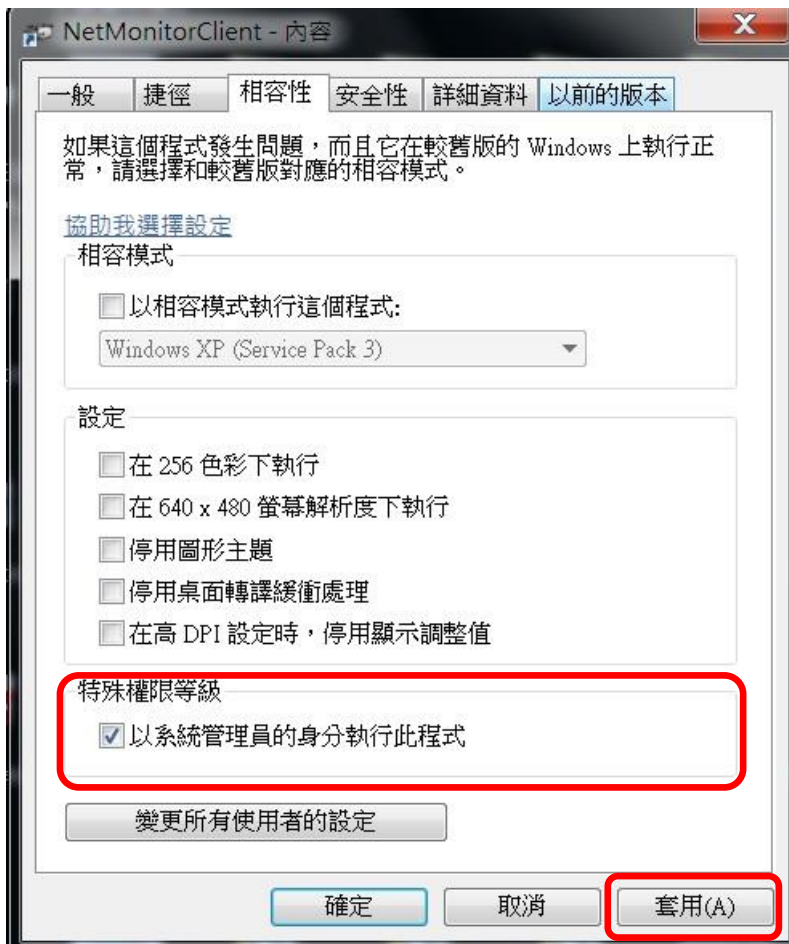 NetMonitorClient - 內容
一般 捷徑 相容性 安全性 詳細資料 以前的版本
如果這個程式發生問題，而且它在較舊版的 Windows 上執行正
常，請選擇和較舊版對應的相容模式。
協助我選擇設定
相容模式
以相容模式執行這個程式:
Windows XP (Service Pack 3)
設定
在 256 色彩下執行
在 640 x 480 螢幕解析度下執行
停用圖形主題
停用桌面轉譯緩衝處理
在高 DPI 設定時，停用顯示調整值
特殊權限等級
以系統管理員的身分執行此程式
變更所有使用者的設定
確定 取消 套用(A)